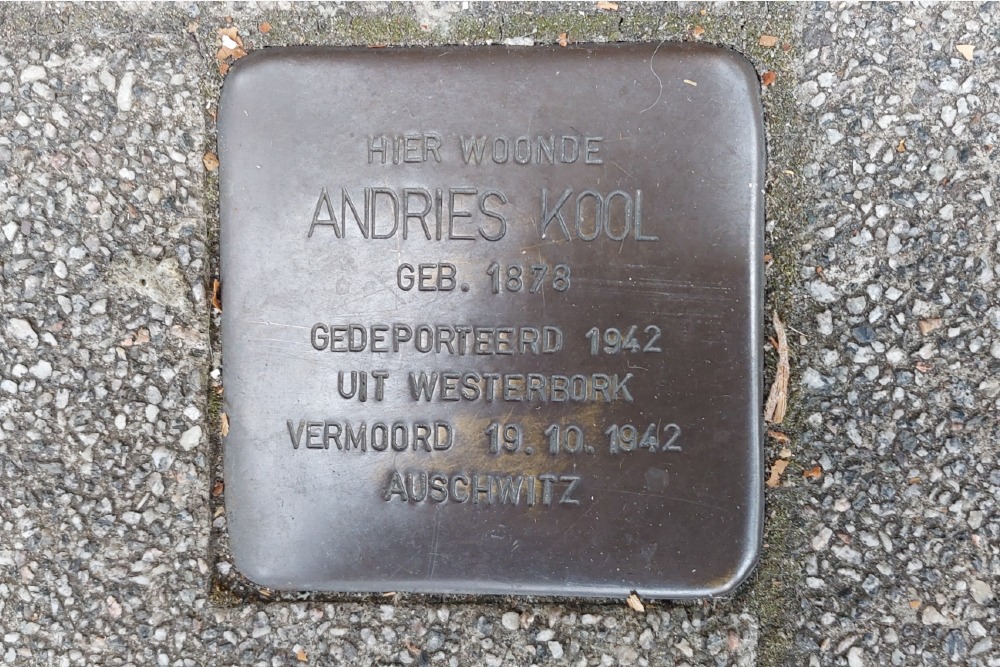 HIER WOONDE
ANDRIES KOOL
GEB. 1878
GEDEPORTEERD 1942
UIT WESTERBORK
VERMOORD 19.10.1942
AUSCHWITZ